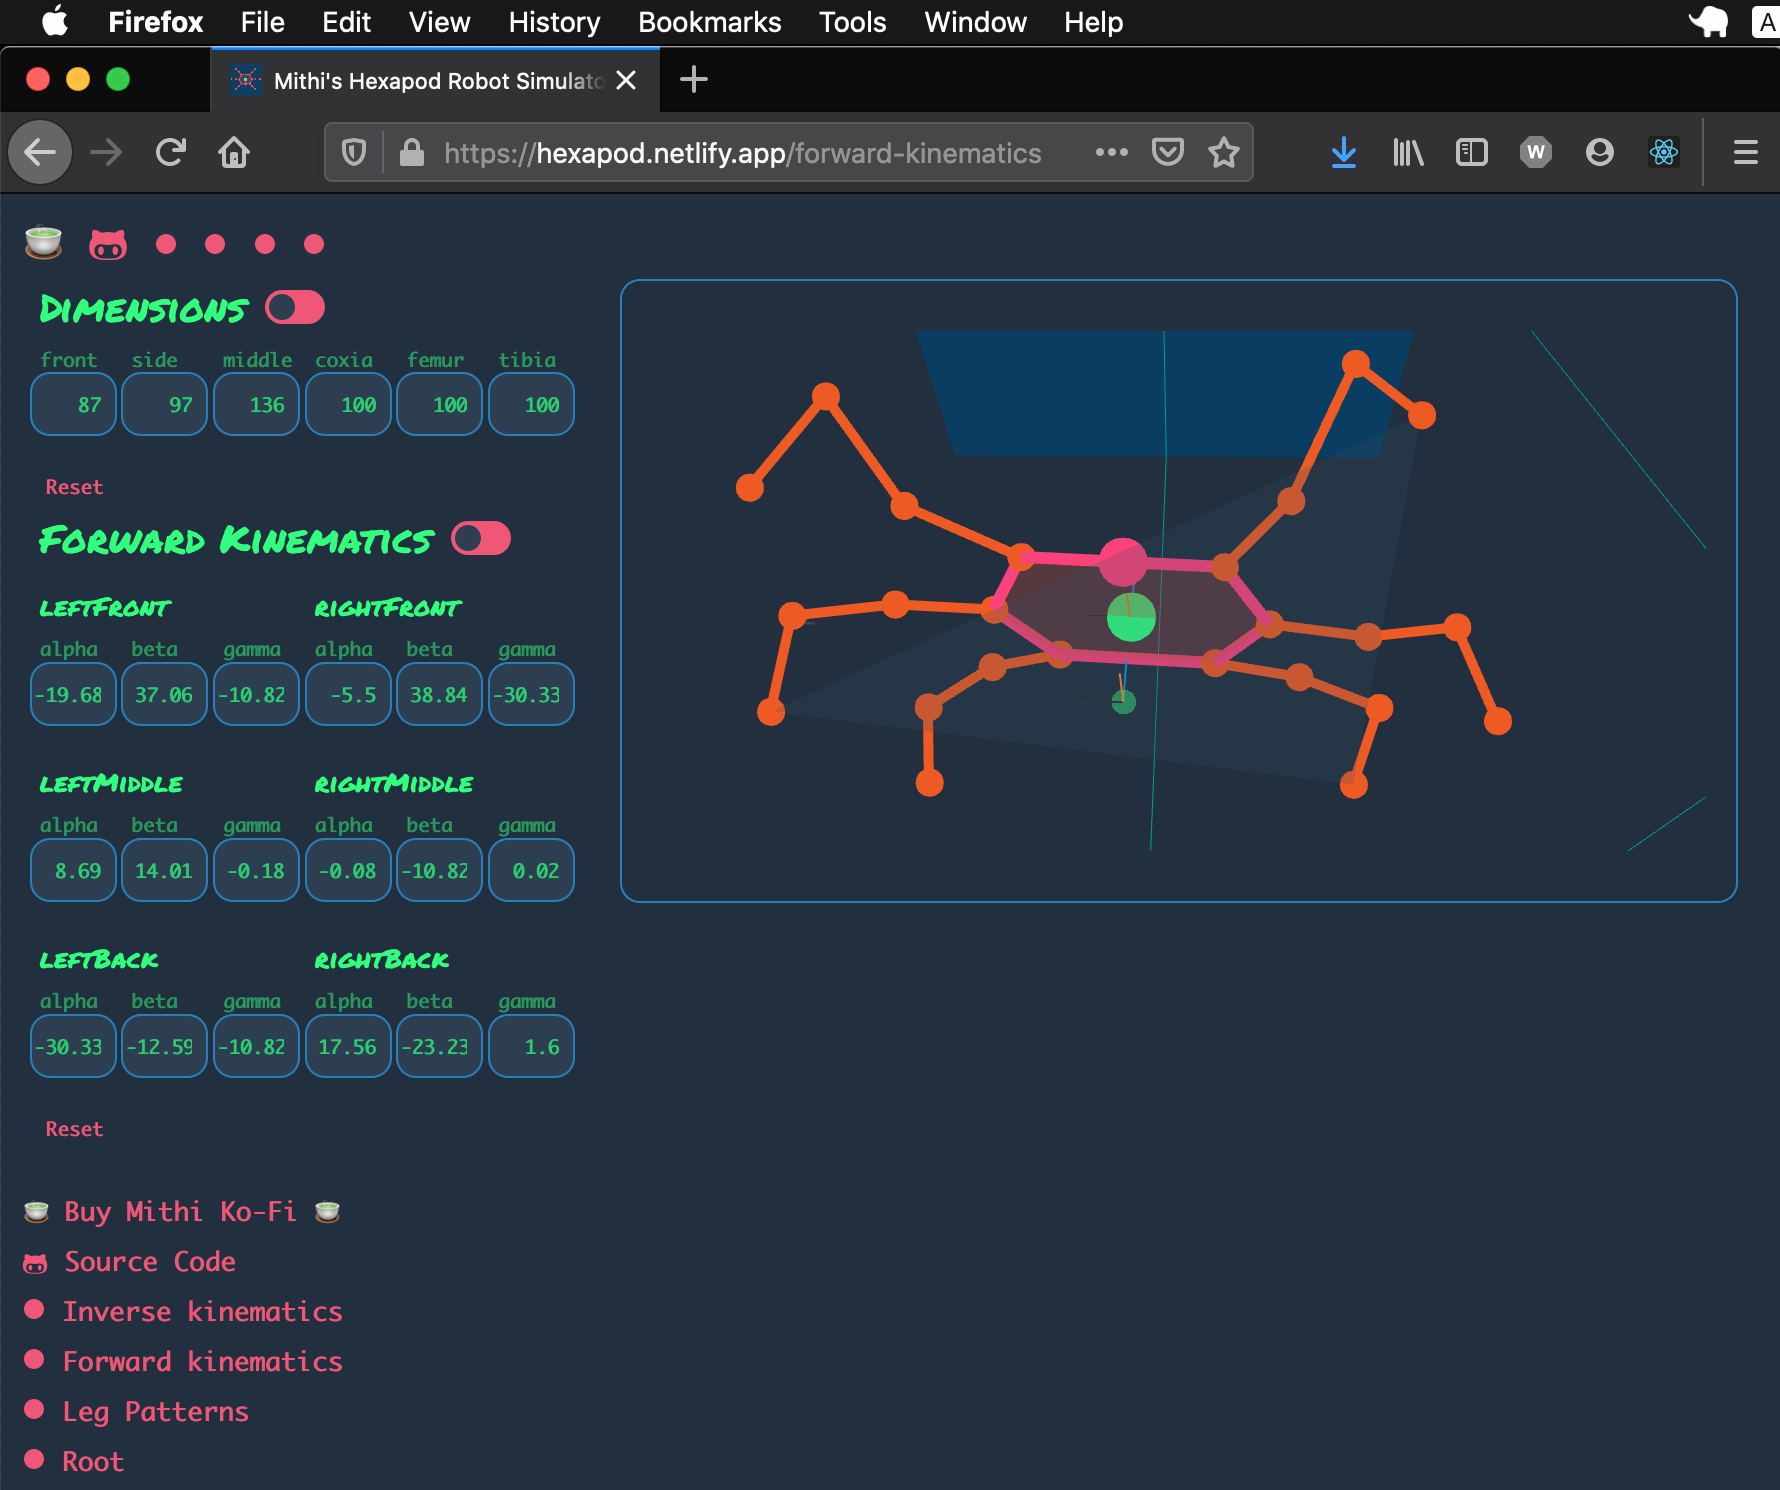 Firefox File Edit View History Bookmarks Tools Window Help A
Mithi's Hexapod Robot Simulato
https://hexapod.netlify.app/forward-kinematics W
Dimensions
front side middle coxia femur tibia
87 97 136 100 100 100
Reset
Forward Kinematics
leftFront rightFront
alpha beta gamma alpha beta gamma
-19.68 37.06 -10.82 -5.5 38.84 -30.33
leftMiddle rightMiddle
alpha beta gamma alpha beta gamma
8.69 14.01 -0.18 -0.08 -10.82 0.02
leftBack rightBack
alpha beta gamma alpha beta gamma
-30.33 -12.59 -10.82 17.56 -23.23 1.6
Reset
Buy Mithi Ko-Fi
Source Code
Inverse kinematics
Forward kinematics
Leg Patterns
Root